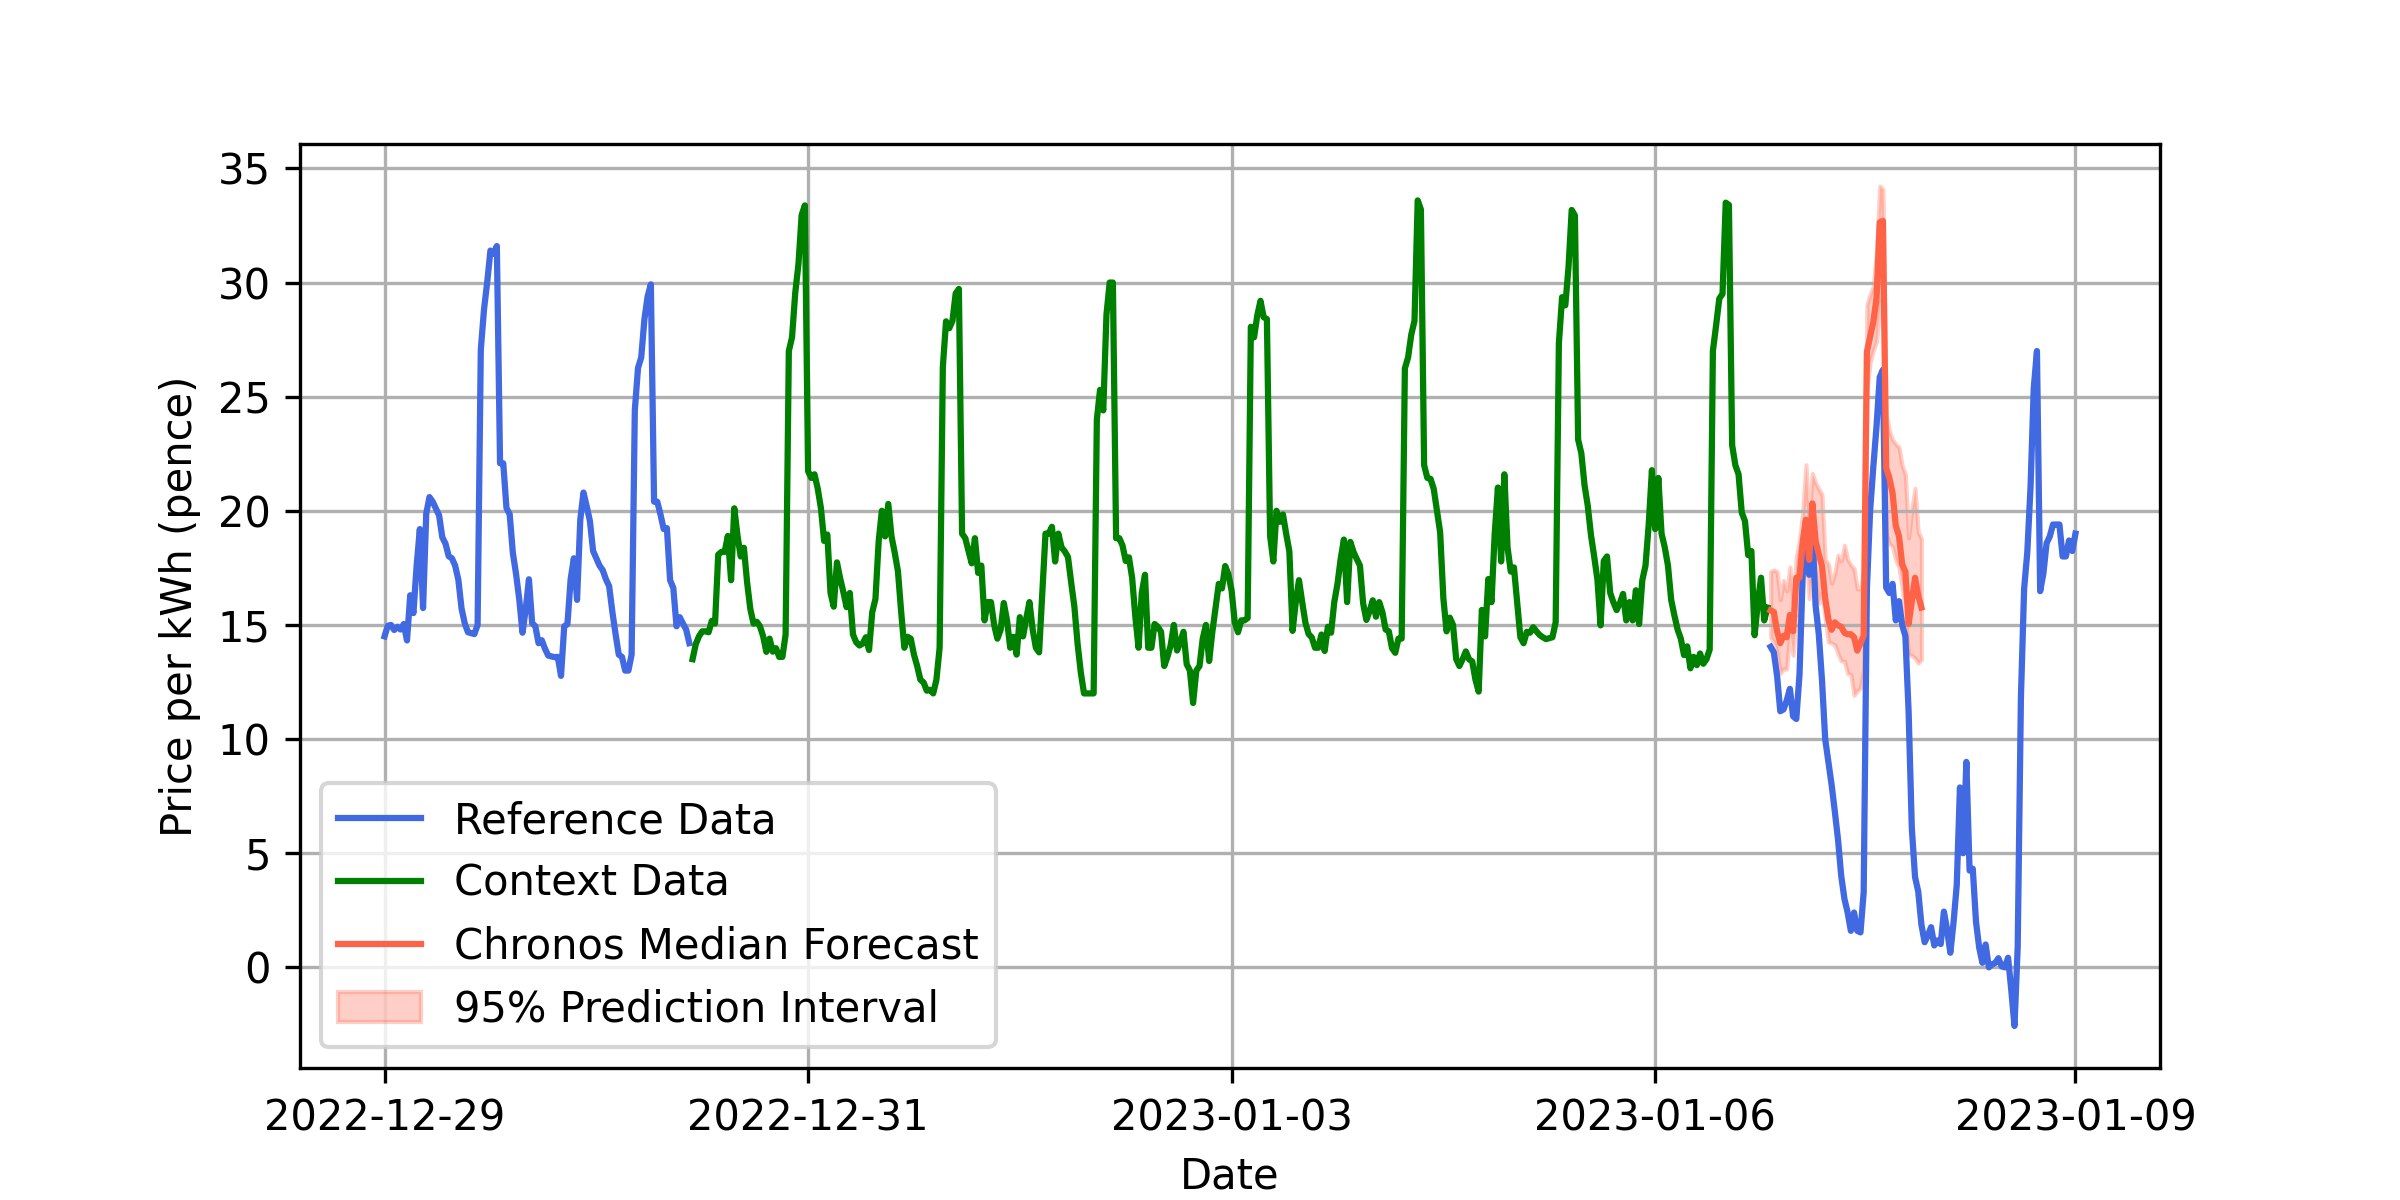 35
30
25
20
15
10
5
0
Price per kWh (pence)
Reference Data
Context Data
Chronos Median Forecast
95% Prediction Interval
2022-12-29
2022-12-31
2023-01-03
2023-01-06
2023-01-09
Date